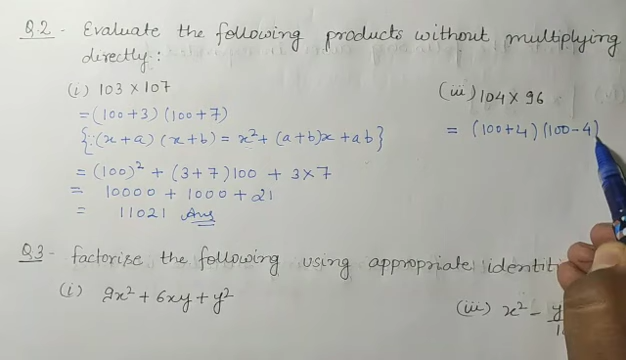 Q.2 - Evaluate the following products without multiplying
directly:
(i) 103 × 107
= (100+3) (100+7)
{∵(x+a) (x+b) = x² + (a+b)x + ab}
= (100)² + (3+7)100 + 3×7
= 10000 + 1000 + 21
= 11021 Ans
(iii) 104 × 96
= (100+4) (100-4)
Q.3 - factorise the following using appropriate
(i) 9x² + 6xy + y²
(iii) x² -